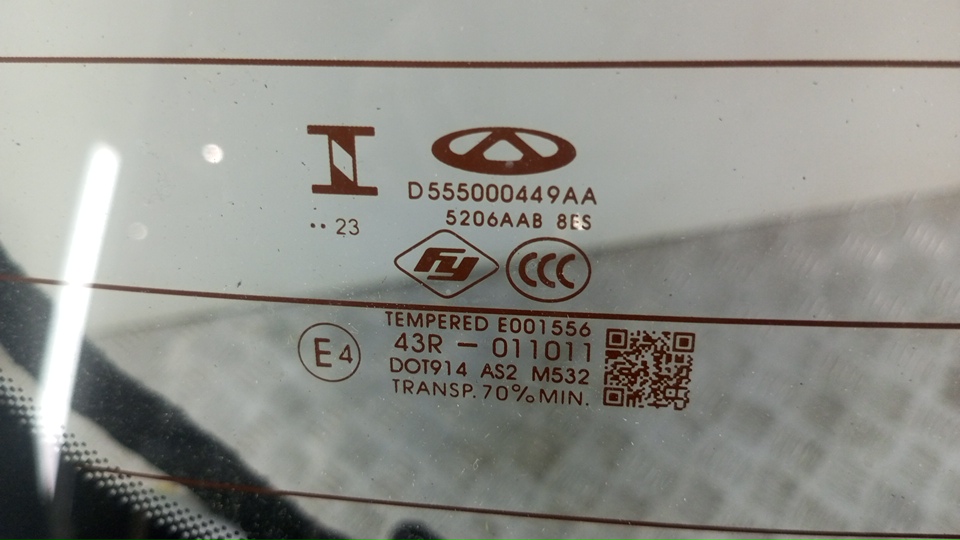 D555000449AA
5206AAB 8ES
·· 23
FY
CCC
TEMPERED E001556
E4
43R – 011011
DOT914 AS2 M532
TRANSP. 70% MIN.